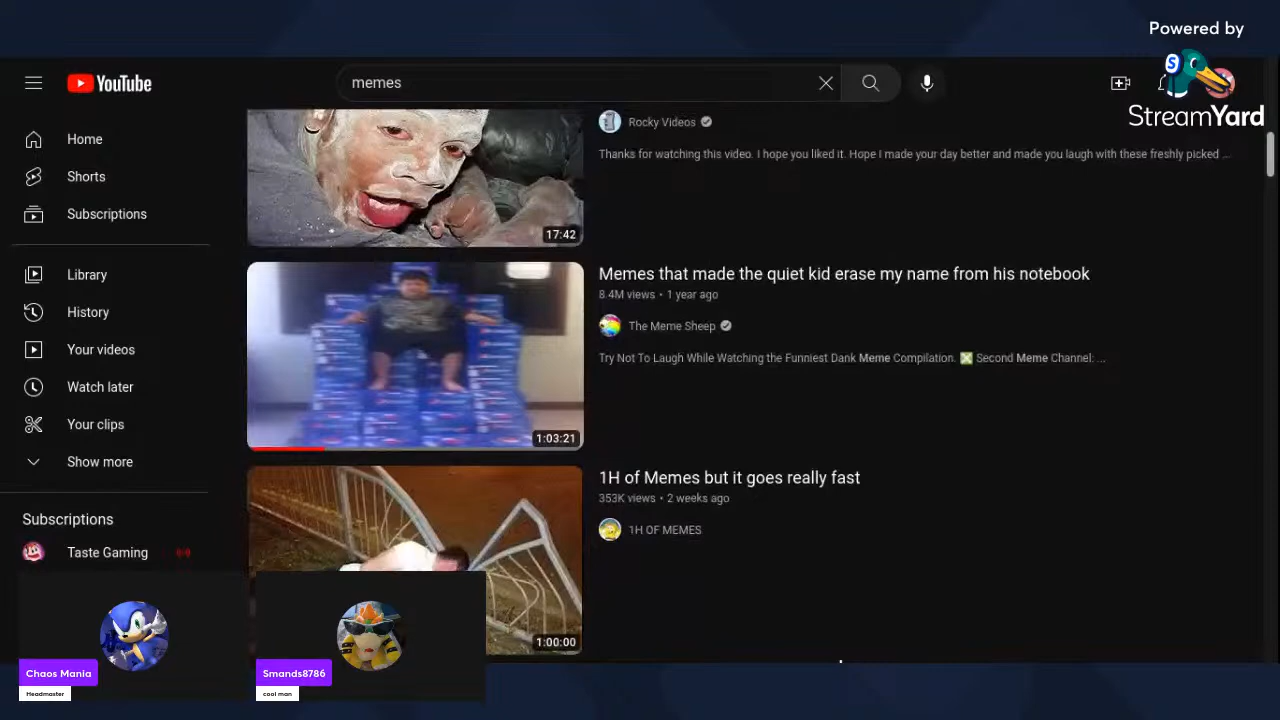 Powered by
StreamYard
YouTube
memes
Home
Shorts
Subscriptions
Library
History
Your videos
Watch later
Your clips
Show more
Subscriptions
Taste Gaming
Rocky Videos
Thanks for watching this video. I hope you liked it. Hope I made your day better and made you laugh with these freshly picked ...
17:42
Memes that made the quiet kid erase my name from his notebook
8.4M views • 1 year ago
The Meme Sheep
Try Not To Laugh While Watching the Funniest Dank Meme Compilation. ❎ Second Meme Channel: ...
1:03:21
1H of Memes but it goes really fast
353K views • 2 weeks ago
1H OF MEMES
1:00:00
Chaos Mania
Headmaster
Smands8786
cool man